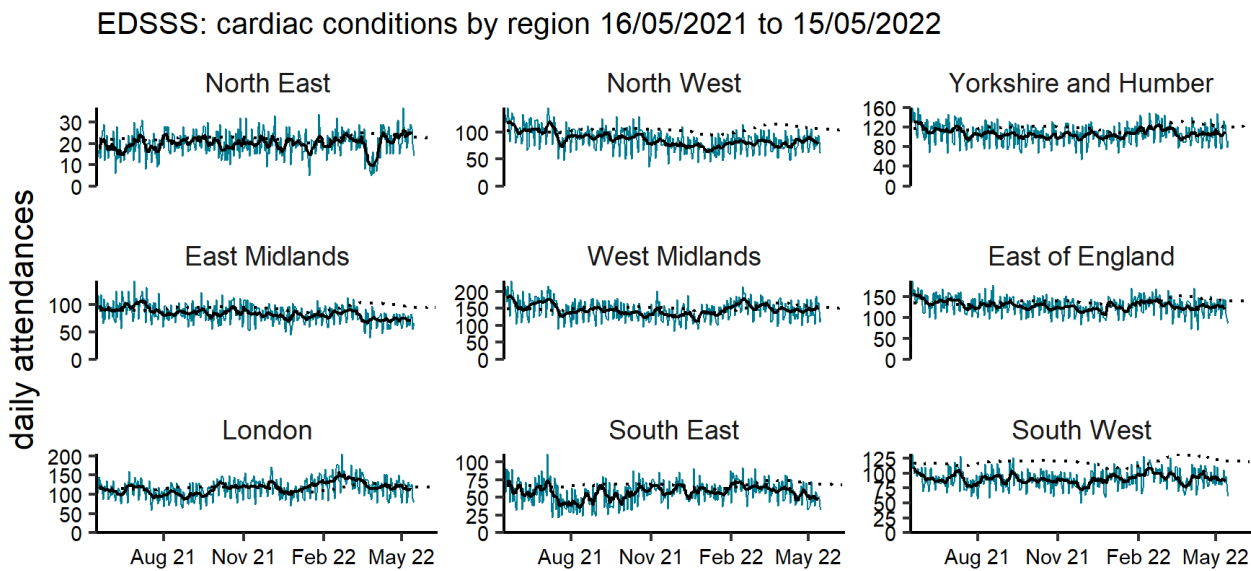 EDSSS: cardiac conditions by region 16/05/2021 to 15/05/2022
daily attendances
North East
30
20
10
0
North West
100
50
0
Yorkshire and Humber
160
120
80
40
0
East Midlands
100
50
0
West Midlands
200
150
100
50
0
East of England
150
100
50
0
London
200
150
100
50
0
South East
100
75
50
25
0
South West
125
100
75
50
25
0
Aug 21 Nov 21 Feb 22 May 22
Aug 21 Nov 21 Feb 22 May 22
Aug 21 Nov 21 Feb 22 May 22